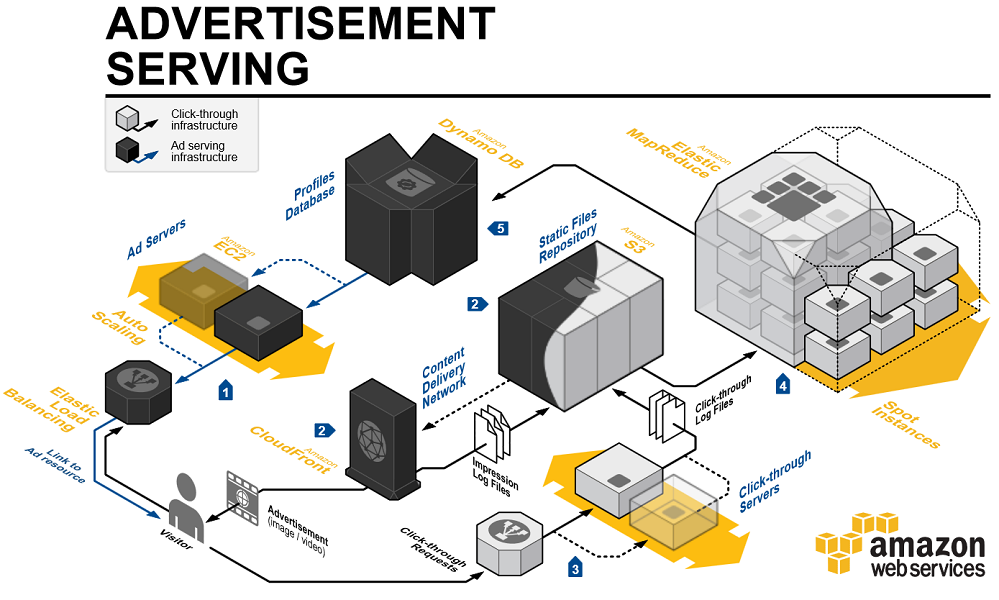 ADVERTISEMENT
SERVING
Click-through
infrastructure
Ad serving
infrastructure
Amazon
Dynamo DB
Profiles
Database
5
Amazon
Elastic
MapReduce
Static Files
Repository
Amazon
S3
2
Ad Servers
Amazon
EC2
Auto
Scaling
1
Elastic
Load
Balancing
Content
Delivery
Network
2
Amazon
CloudFront
Click-through
Log Files
4
Spot
Instances
Impression
Log Files
Link to
Ad resource
Visitor
Advertisement
(image / video)
Click-through
Requests
3
Click-through
Servers
amazon
web services